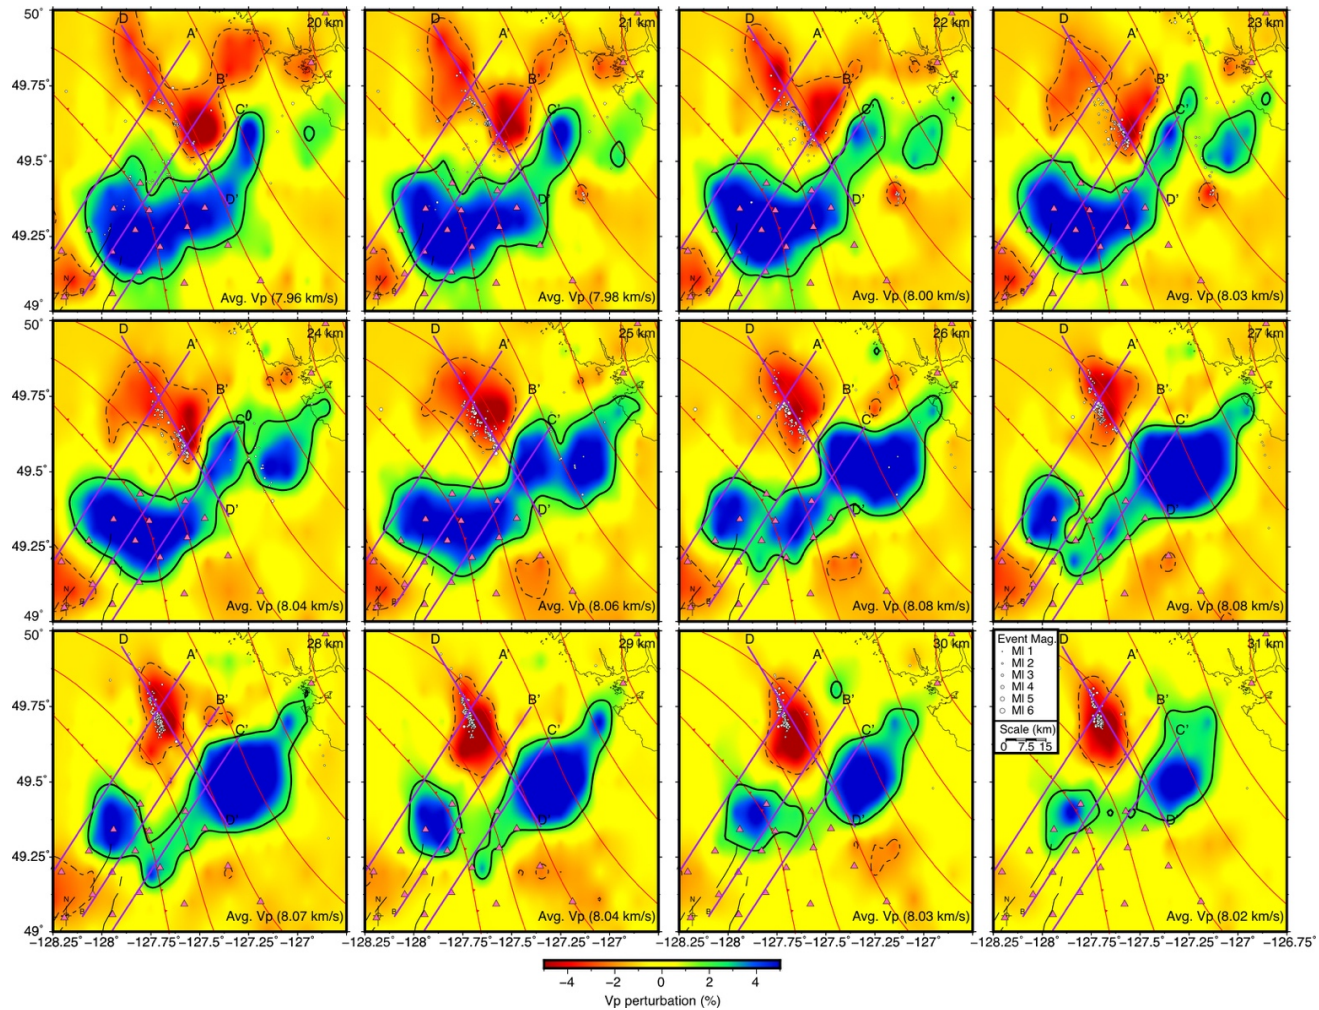 50˚
D
A'
B'
C'
D'
20 km
N
B
Avg. Vp (7.96 km/s)
D
A'
B'
C'
D'
21 km
N
B
Avg. Vp (7.98 km/s)
D
A'
B'
C'
D'
22 km
N
B
Avg. Vp (8.00 km/s)
D
A'
B'
C'
D'
23 km
N
B
Avg. Vp (8.03 km/s)
49.75˚
49.5˚
49.25˚
49˚
50˚
D
A'
B'
C'
D'
24 km
N
B
Avg. Vp (8.04 km/s)
D
A'
B'
C'
D'
25 km
N
B
Avg. Vp (8.06 km/s)
D
A'
B'
C'
D'
26 km
N
B
Avg. Vp (8.08 km/s)
D
A'
B'
C'
D'
27 km
N
B
Avg. Vp (8.08 km/s)
49.75˚
49.5˚
49.25˚
49˚
50˚
D
A'
B'
C'
D'
28 km
N
B
Avg. Vp (8.07 km/s)
D
A'
B'
C'
D'
29 km
N
B
Avg. Vp (8.04 km/s)
D
A'
B'
C'
D'
30 km
N
B
Avg. Vp (8.03 km/s)
Event Mag.
Ml 1
Ml 2
Ml 3
Ml 4
Ml 5
Ml 6
Scale (km)
0 7.5 15
D
A'
B'
C'
D'
31 km
N
B
Avg. Vp (8.02 km/s)
49.75˚
49.5˚
49.25˚
49˚
−128.25˚ −128˚ −127.75˚ −127.5˚ −127.25˚ −127˚
−128.25˚ −128˚ −127.75˚ −127.5˚ −127.25˚ −127˚
−128.25˚ −128˚ −127.75˚ −127.5˚ −127.25˚ −127˚
−128.25˚ −128˚ −127.75˚ −127.5˚ −127.25˚ −127˚ −126.75˚
−4 −2 0 2 4
Vp perturbation (%)